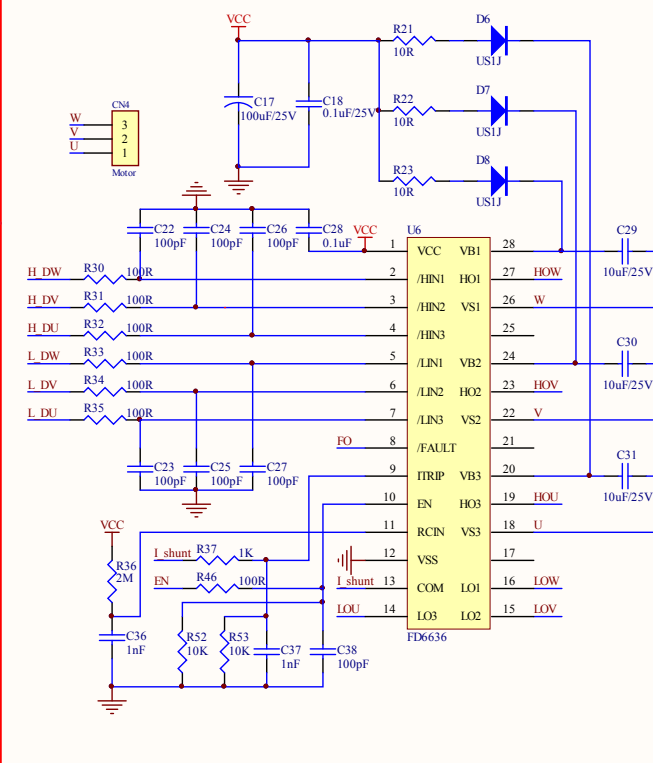 VCC
R21
10R
D6
US1J
C17
100uF/25V
C18
0.1uF/25V
R22
10R
D7
US1J
CN4
W
3
V
2
U
1
Motor
R23
10R
D8
US1J
C22
100pF
C24
100pF
C26
100pF
C28
0.1uF
VCC
U6
1 VCC VB1 28
C29
10uF/25V
H_DW R30 100R 2 /HIN1 HO1 27 HOW
H_DV R31 100R 3 /HIN2 VS1 26 W
H_DU R32 100R 4 /HIN3 25
L_DW R33 100R 5 /LIN1 VB2 24
C30
10uF/25V
L_DV R34 100R 6 /LIN2 HO2 23 HOV
L_DU R35 100R 7 /LIN3 VS2 22 V
FO 8 /FAULT 21
C23
100pF
C25
100pF
C27
100pF
9 ITRIP VB3 20
C31
10uF/25V
10 EN HO3 19 HOU
VCC
11 RCIN VS3 18 U
I_shunt R37 1K
12 VSS 17
R36
2M
EN R46 100R
I_shunt 13 COM LO1 16 LOW
LOU 14 LO3 LO2 15 LOV
FD6636
C36
1nF
R52
10K
R53
10K
C37
1nF
C38
100pF